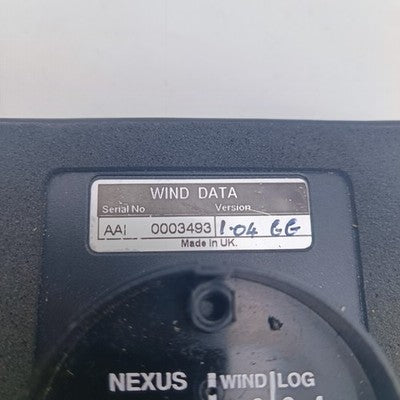 WIND DATA
Serial No Version
AAI 0003493 1.04 GG
Made in UK.
NEXUS WIND LOG